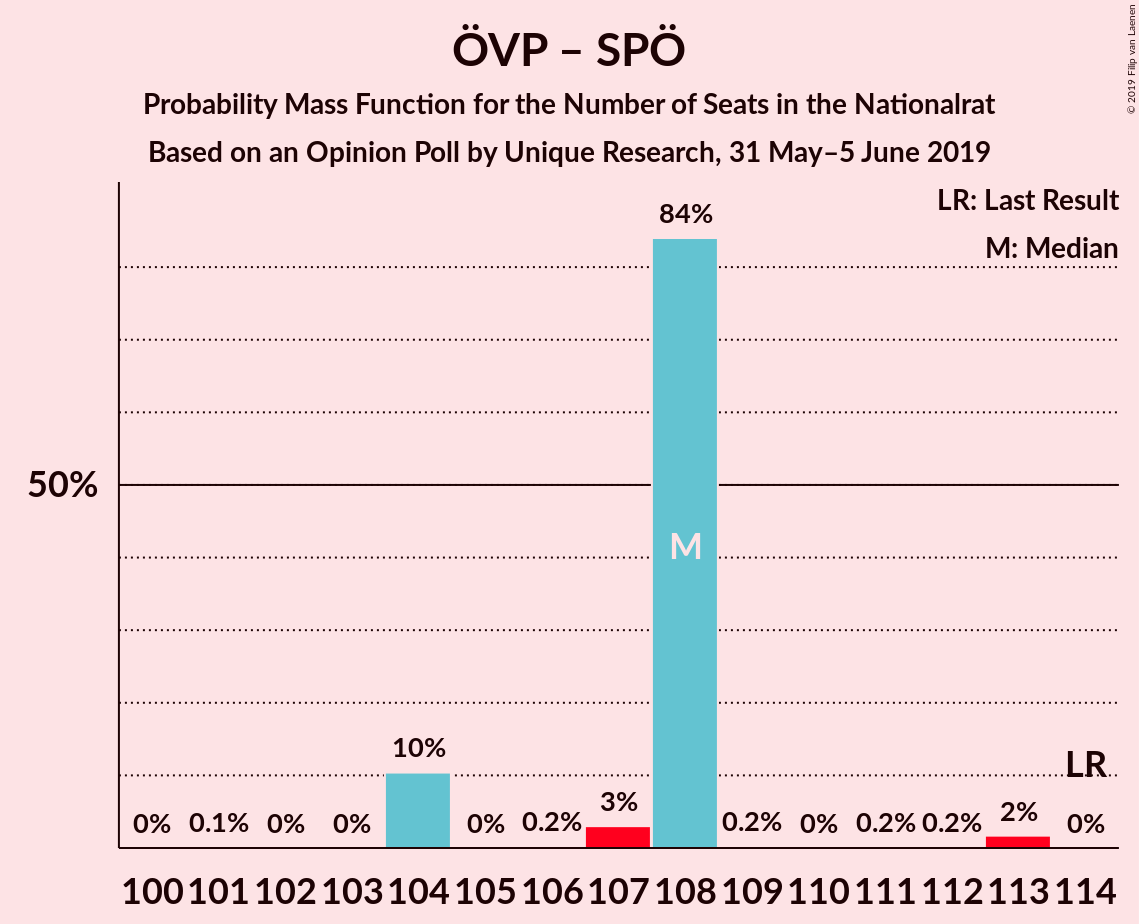 ÖVP – SPÖ
Probability Mass Function for the Number of Seats in the Nationalrat
Based on an Opinion Poll by Unique Research, 31 May–5 June 2019
© 2019 Filip van Laenen
LR: Last Result
M: Median
84%
50%
M
10%
LR
3%
2%
0% 0.1% 0% 0% 0% 0.2% 0.2% 0% 0.2% 0.2% 0%
100 101 102 103 104 105 106 107 108 109 110 111 112 113 114